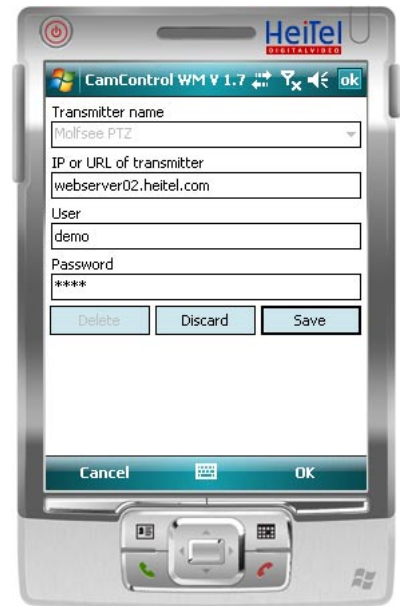 HeiTel
DIGITALVIDEO
CamControl WM V 1.7 ok
Transmitter name
Molfsee PTZ
IP or URL of transmitter
webserver02.heitel.com
User
demo
Password
****
Delete Discard Save
Cancel OK